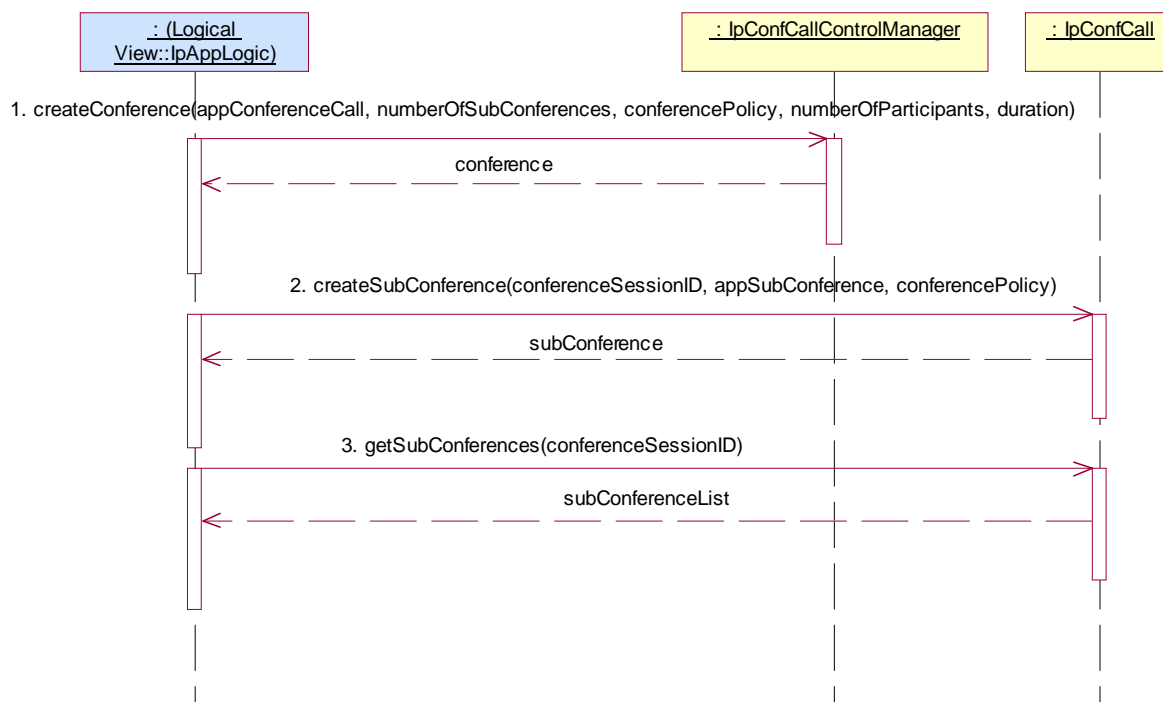 : (Logical
View::IpAppLogic)
: IpConfCallControlManager
: IpConfCall
1. createConference(appConferenceCall, numberOfSubConferences, conferencePolicy, numberOfParticipants, duration)
conference
2. createSubConference(conferenceSessionID, appSubConference, conferencePolicy)
subConference
3. getSubConferences(conferenceSessionID)
subConferenceList